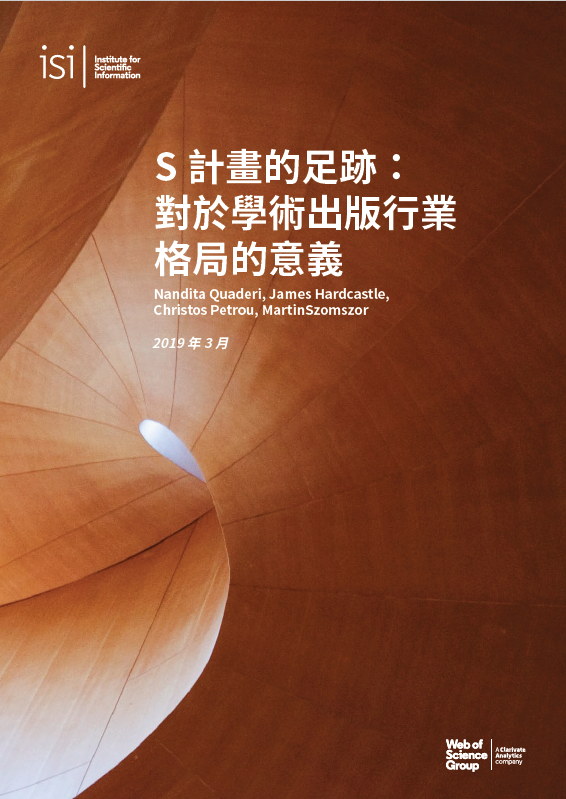 isi
Institute for
Scientific
Information
S 計畫的足跡：
對於學術出版行業
格局的意義
Nandita Quaderi, James Hardcastle,
Christos Petrou, MartinSzomszor
2019 年 3 月
Web of
Science
Group
A Clarivate
Analytics
company